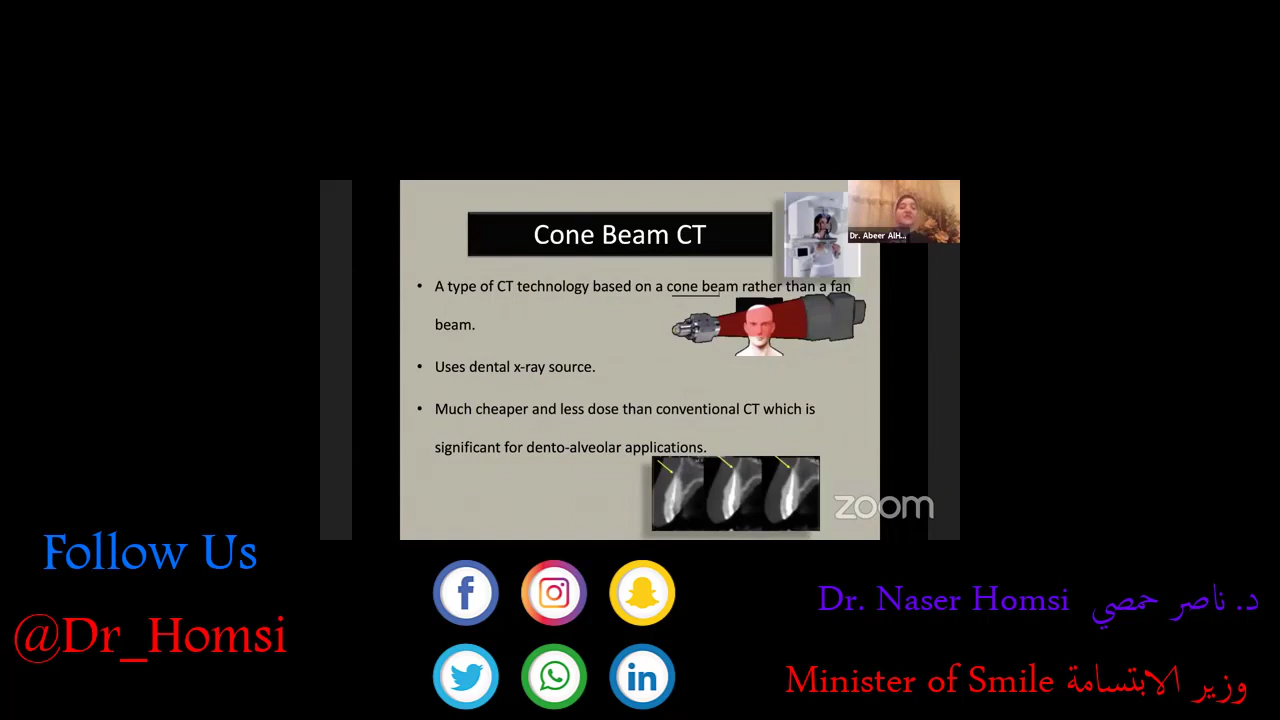 Cone Beam CT
Dr. Abeer AlH...
• A type of CT technology based on a cone beam rather than a fan
beam.
• Uses dental x-ray source.
• Much cheaper and less dose than conventional CT which is
significant for dento-alveolar applications.
zoom
Follow Us
@Dr_Homsi
Dr. Naser Homsi د. ناصر حمصي
Minister of Smile وزير الابتسامة